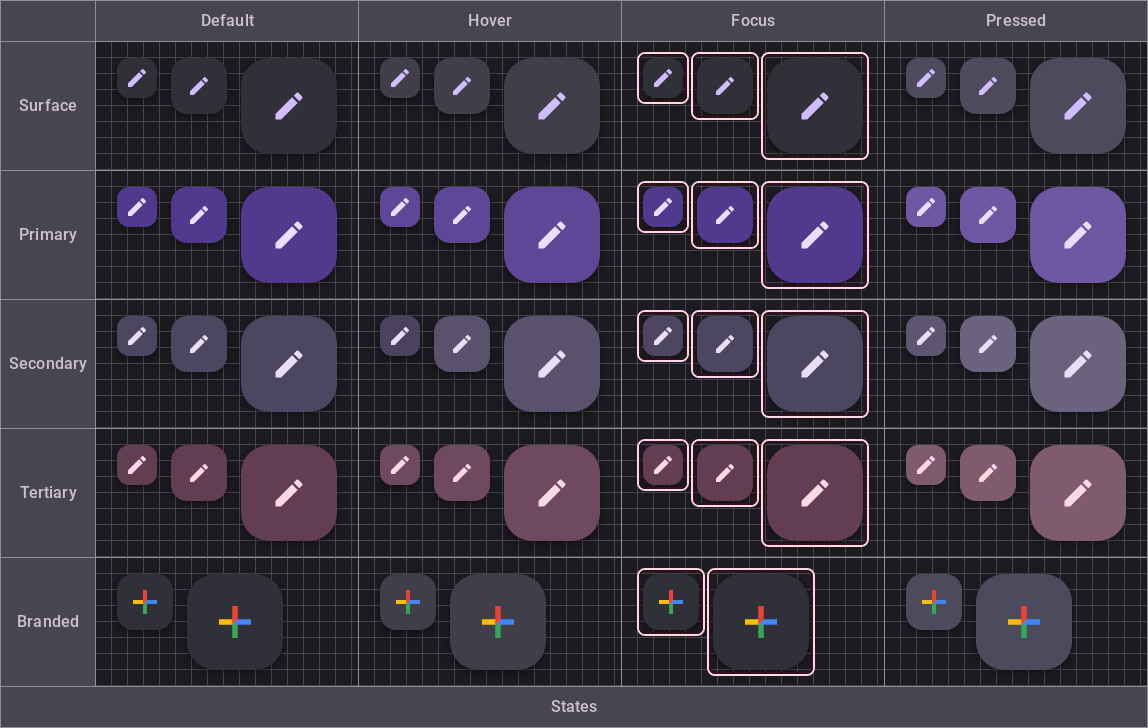 Default Hover Focus Pressed
Surface
Primary
Secondary
Tertiary
Branded
States